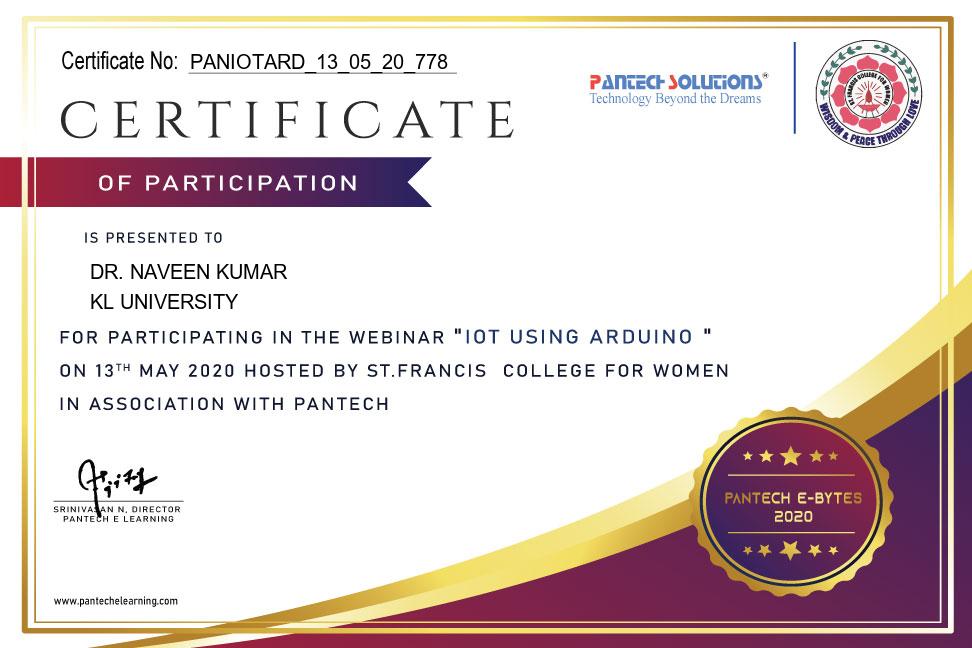 Certificate No: PANIOTARD_13_05_20_778
PANTECH SOLUTIONS®
Technology Beyond the Dreams
ST. FRANCIS COLLEGE FOR WOMEN
WISDOM & PEACE THROUGH LOVE
CERTIFICATE
OF PARTICIPATION
IS PRESENTED TO
DR. NAVEEN KUMAR
KL UNIVERSITY
FOR PARTICIPATING IN THE WEBINAR "IOT USING ARDUINO "
ON 13TH MAY 2020 HOSTED BY ST.FRANCIS COLLEGE FOR WOMEN
IN ASSOCIATION WITH PANTECH
SRINIVASAN N, DIRECTOR
PANTECH E LEARNING
PANTECH E-BYTES
2020
www.pantechelearning.com